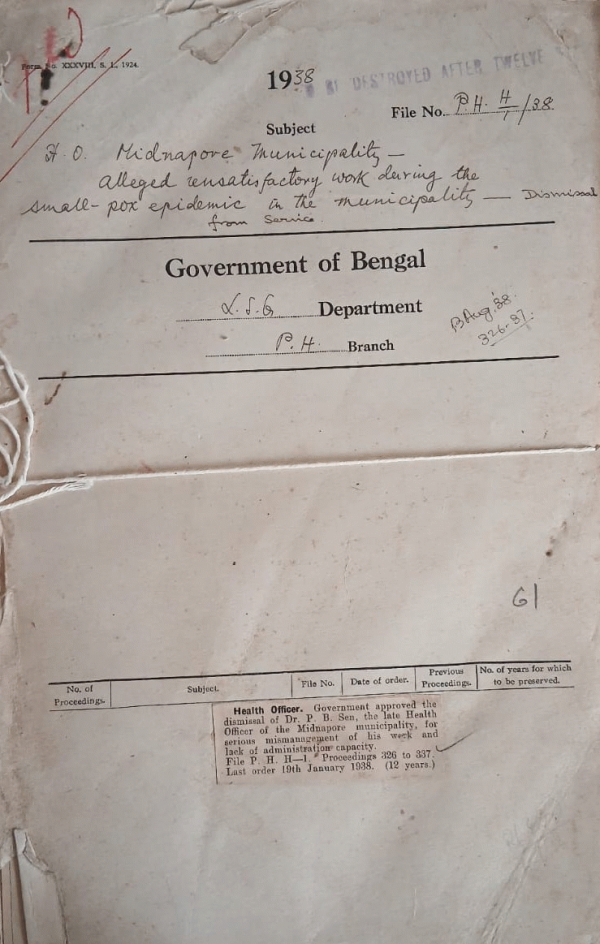 Form No. XXXVIII, S. L., 1924.
1938
BE DESTROYED AFTER TWELVE
File No. P.H. H/1/38
Subject
H.O. Midnapore Municipality —
Alleged unsatisfactory work during the
small-pox epidemic in the municipality — Dismissal
from Service
Government of Bengal
L.S.G Department
P.H. Branch
B Aug. '38.
326-37.
61
No. of Proceedings.
Subject.
File No.
Date of order.
Previous Proceedings.
No. of years for which to be preserved.
Health Officer. Government approved the
dismissal of Dr. P. B. Sen, the late Health
Officer of the Midnapore municipality, for
serious mismanagement of his work and
lack of administration capacity.
File P. H. H—1. Proceedings 326 to 337.
Last order 19th January 1938. (12 years.)